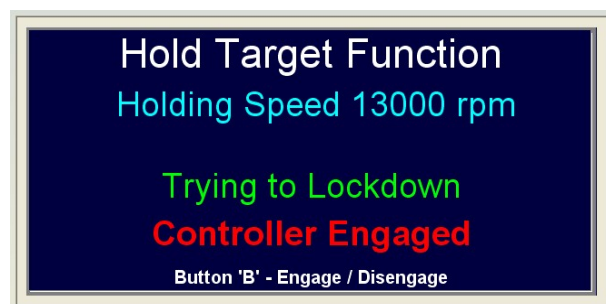 Hold Target Function
Holding Speed 13000 rpm
Trying to Lockdown
Controller Engaged
Button 'B' - Engage / Disengage